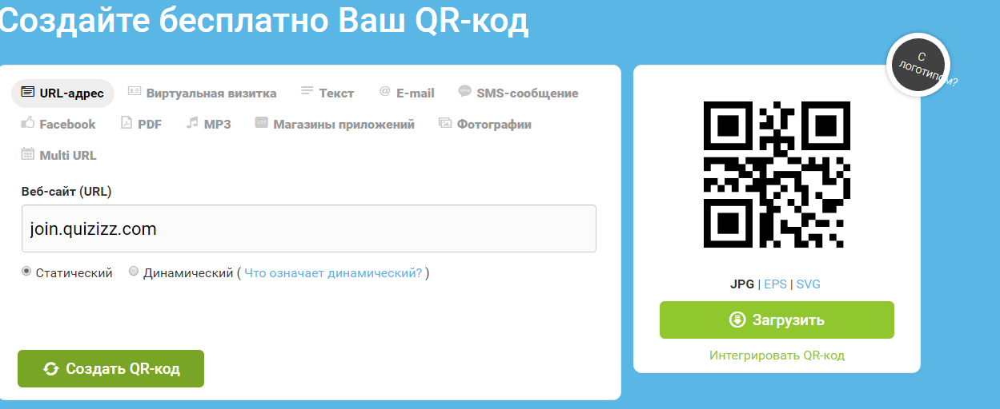 Создайте бесплатно Ваш QR-код
URL-адрес Виртуальная визитка Текст @ E-mail SMS-сообщение
Facebook PDF MP3 Магазины приложений Фотографии
Multi URL
Веб-сайт (URL)
join.quizizz.com
Статический Динамический ( Что означает динамический? )
Создать QR-код
С
логотипом?
JPG | EPS | SVG
Загрузить
Интегрировать QR-код